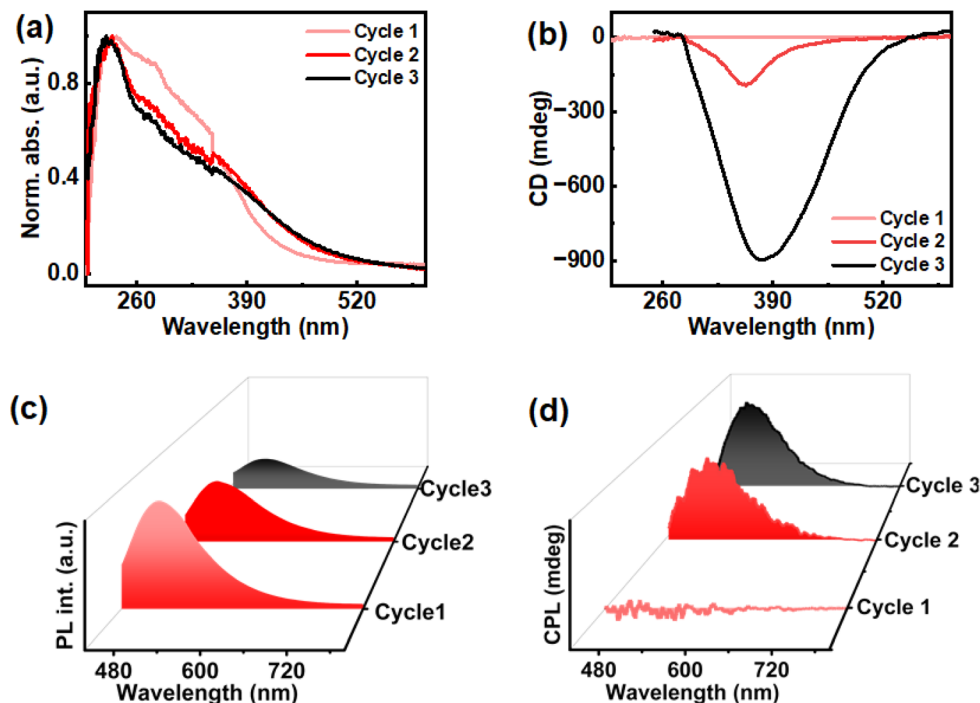 (a)
Norm. abs. (a.u.)
0.8
0.4
0.0
Cycle 1
Cycle 2
Cycle 3
260 390 520
Wavelength (nm)
(b)
CD (mdeg)
0
−300
−600
−900
Cycle 1
Cycle 2
Cycle 3
260 390 520
Wavelength (nm)
(c)
PL int. (a.u.)
Cycle3
Cycle2
Cycle1
480 600 720
Wavelength (nm)
(d)
CPL (mdeg)
Cycle 3
Cycle 2
Cycle 1
480 600 720
Wavelength (nm)